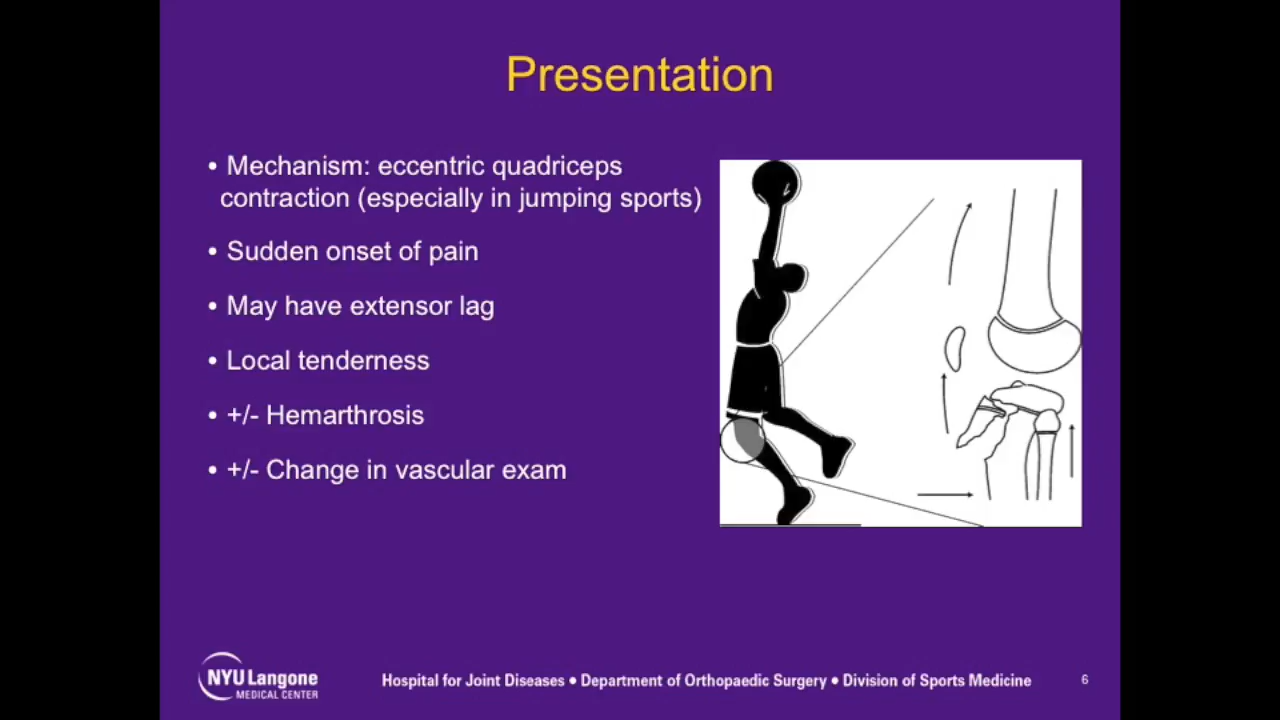 Presentation
• Mechanism: eccentric quadriceps
contraction (especially in jumping sports)
• Sudden onset of pain
• May have extensor lag
• Local tenderness
• +/- Hemarthrosis
• +/- Change in vascular exam
NYU Langone
MEDICAL CENTER
Hospital for Joint Diseases • Department of Orthopaedic Surgery • Division of Sports Medicine
6